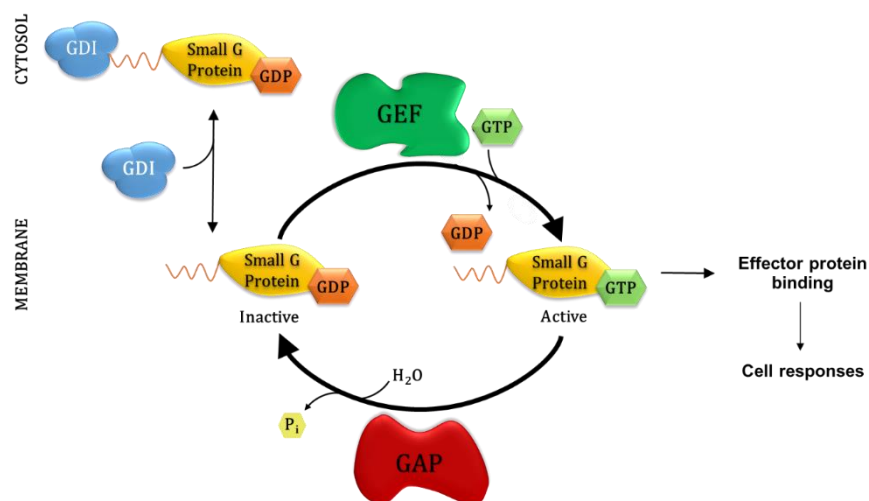 CYTOSOL
GDI
Small G
Protein
GDP
GEF
GTP
GDI
MEMBRANE
GDP
Small G
Protein
GDP
Inactive
Small G
Protein
GTP
Active
Effector protein
binding
Cell responses
H₂O
Pᵢ
GAP